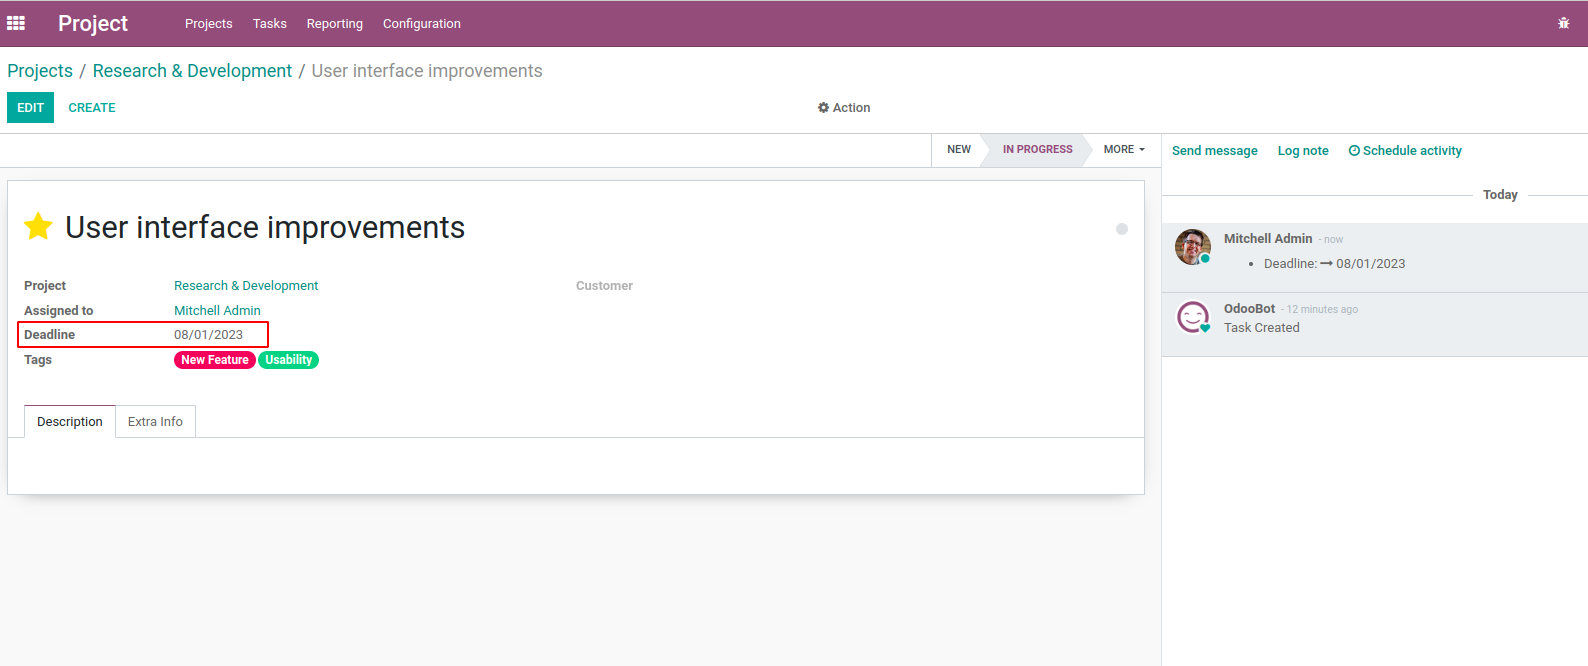 Project Projects Tasks Reporting Configuration
Projects / Research & Development / User interface improvements
EDIT CREATE Action
NEW IN PROGRESS MORE
Send message Log note Schedule activity
User interface improvements
Project Research & Development Customer
Assigned to Mitchell Admin
Deadline 08/01/2023
Tags New Feature Usability
Description Extra Info
Today
Mitchell Admin - now
• Deadline: → 08/01/2023
OdooBot - 12 minutes ago
Task Created